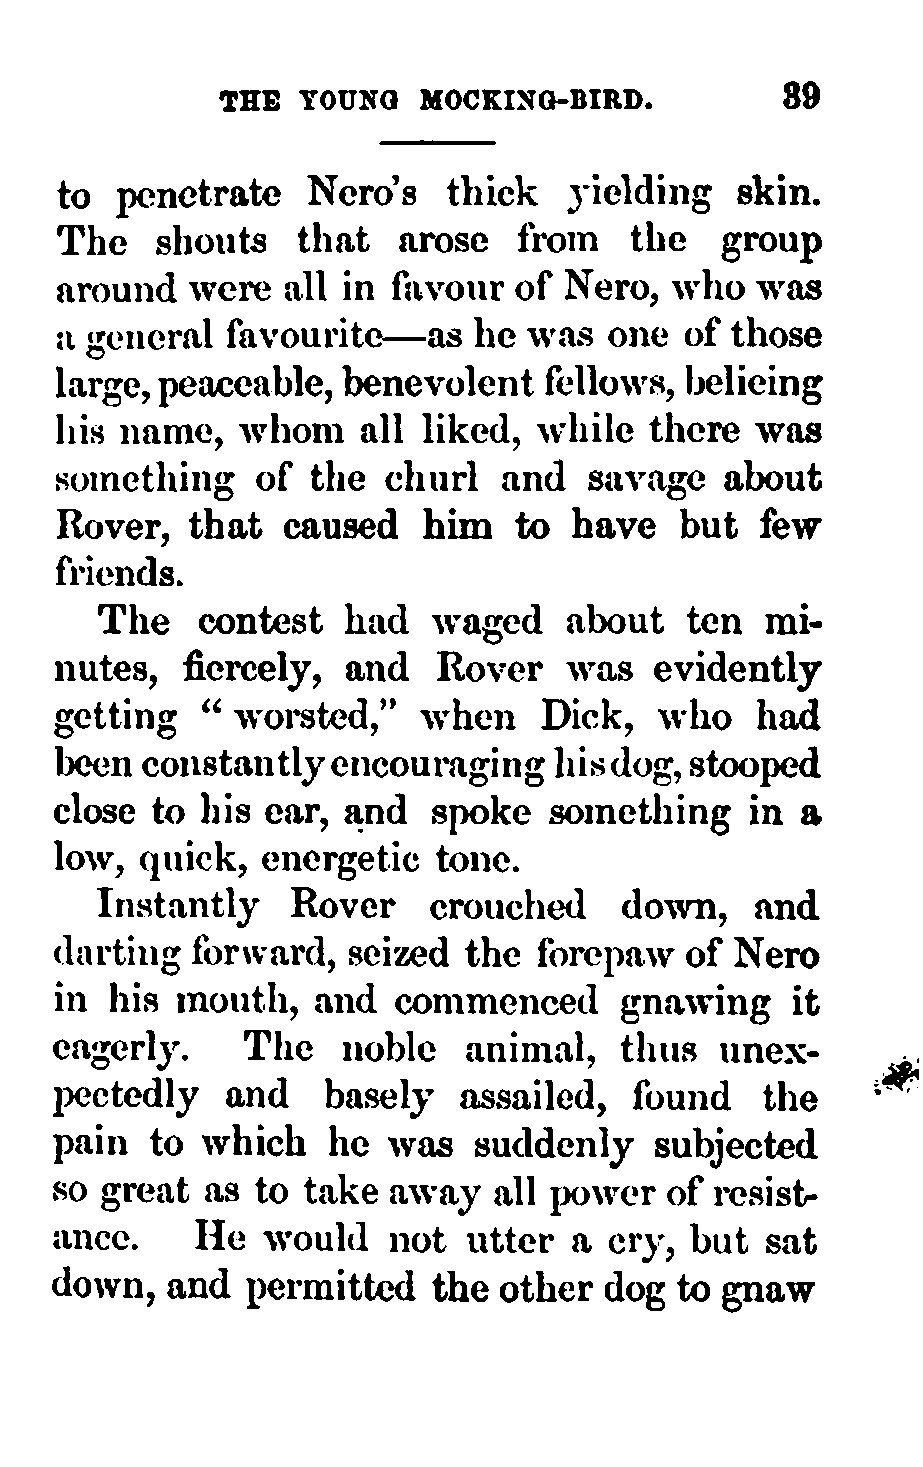 THE YOUNG MOCKING-BIRD. 39
to penetrate Nero's thick yielding skin.
The shouts that arose from the group
around were all in favour of Nero, who was
a general favourite—as he was one of those
large, peaceable, benevolent fellows, belieing
his name, whom all liked, while there was
something of the churl and savage about
Rover, that caused him to have but few
friends.
The contest had waged about ten mi-
nutes, fiercely, and Rover was evidently
getting “ worsted,” when Dick, who had
been constantly encouraging his dog, stooped
close to his ear, and spoke something in a
low, quick, energetic tone.
Instantly Rover crouched down, and
darting forward, seized the forepaw of Nero
in his mouth, and commenced gnawing it
eagerly. The noble animal, thus unex-
pectedly and basely assailed, found the
pain to which he was suddenly subjected
so great as to take away all power of resist-
ance. He would not utter a cry, but sat
down, and permitted the other dog to gnaw